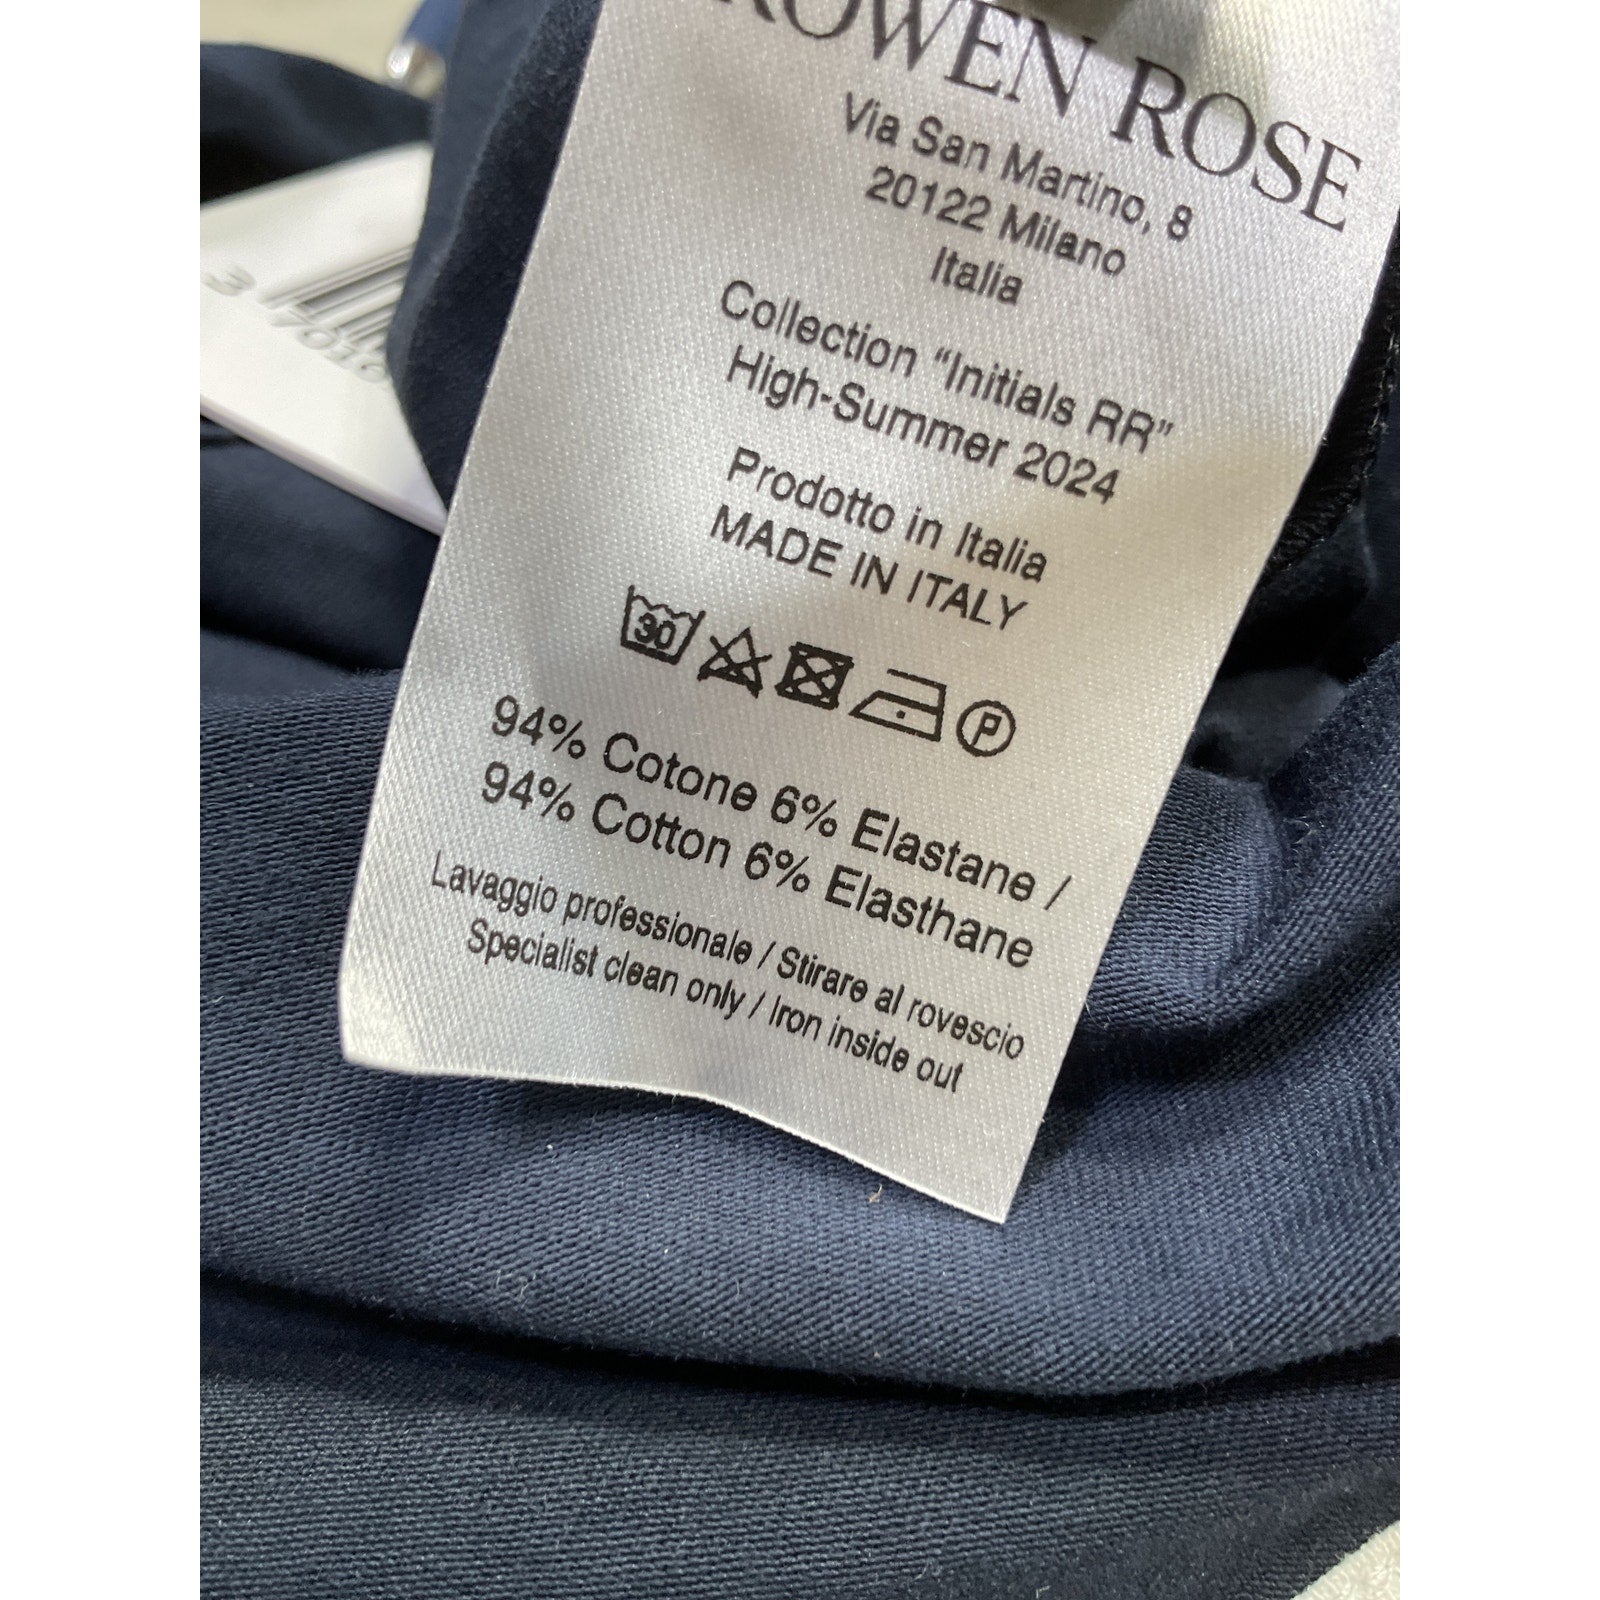 ROWEN ROSE
Via San Martino, 8
20122 Milano
Italia
Collection “Initials RR”
High-Summer 2024
Prodotto in Italia
MADE IN ITALY
30
P
94% Cotone 6% Elastane /
94% Cotton 6% Elasthane
Lavaggio professionale / Stirare al rovescio
Specialist clean only / Iron inside out
3 7010